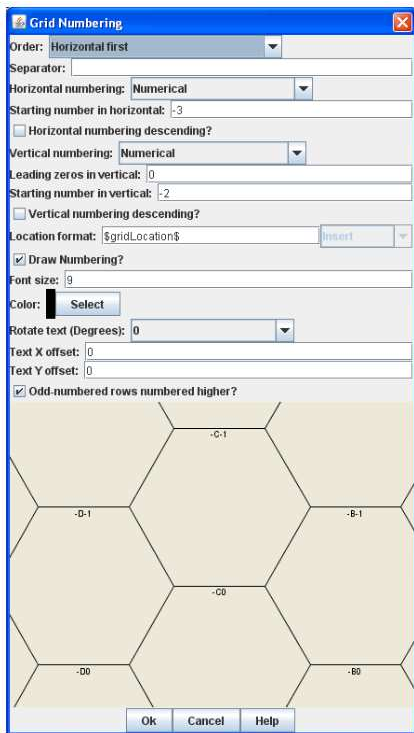 Grid Numbering
Order: Horizontal first
Separator:
Horizontal numbering: Numerical
Starting number in horizontal: -3
Horizontal numbering descending?
Vertical numbering: Numerical
Leading zeros in vertical: 0
Starting number in vertical: -2
Vertical numbering descending?
Location format: $gridLocation$ Insert
Draw Numbering?
Font size: 9
Color: Select
Rotate text (Degrees): 0
Text X offset: 0
Text Y offset: 0
Odd-numbered rows numbered higher?
-C-1
-D-1 -B-1
-C0
-D0 -B0
Ok Cancel Help